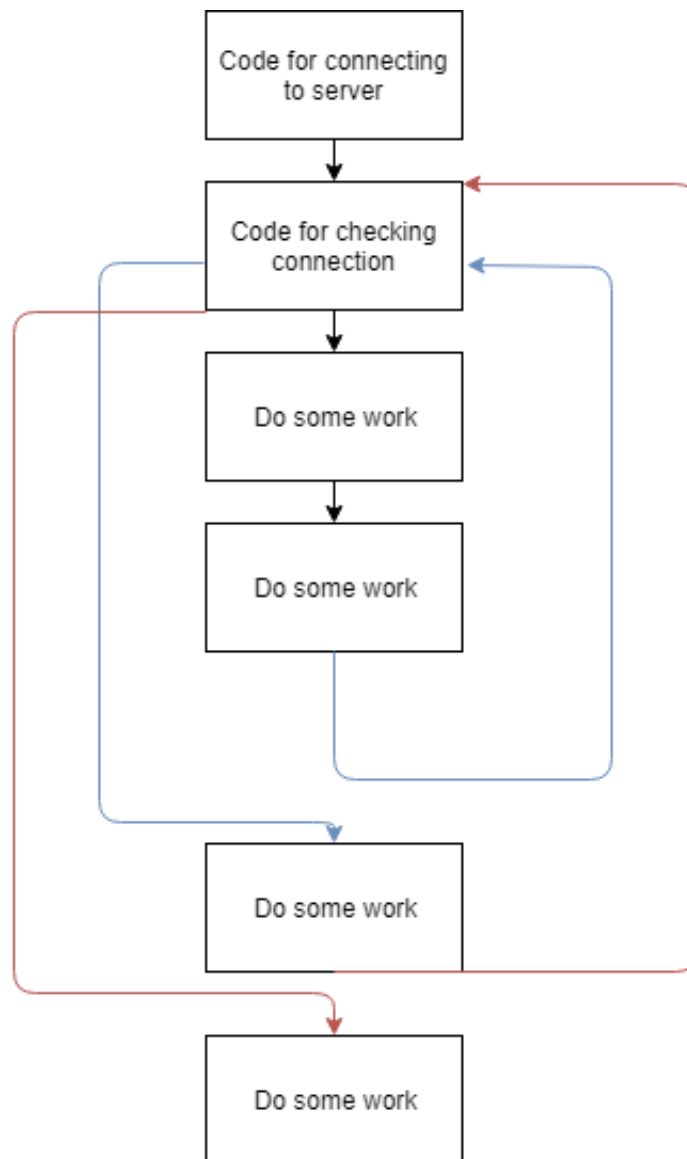 Code for connecting
to server
Code for checking
connection
Do some work
Do some work
Do some work
Do some work